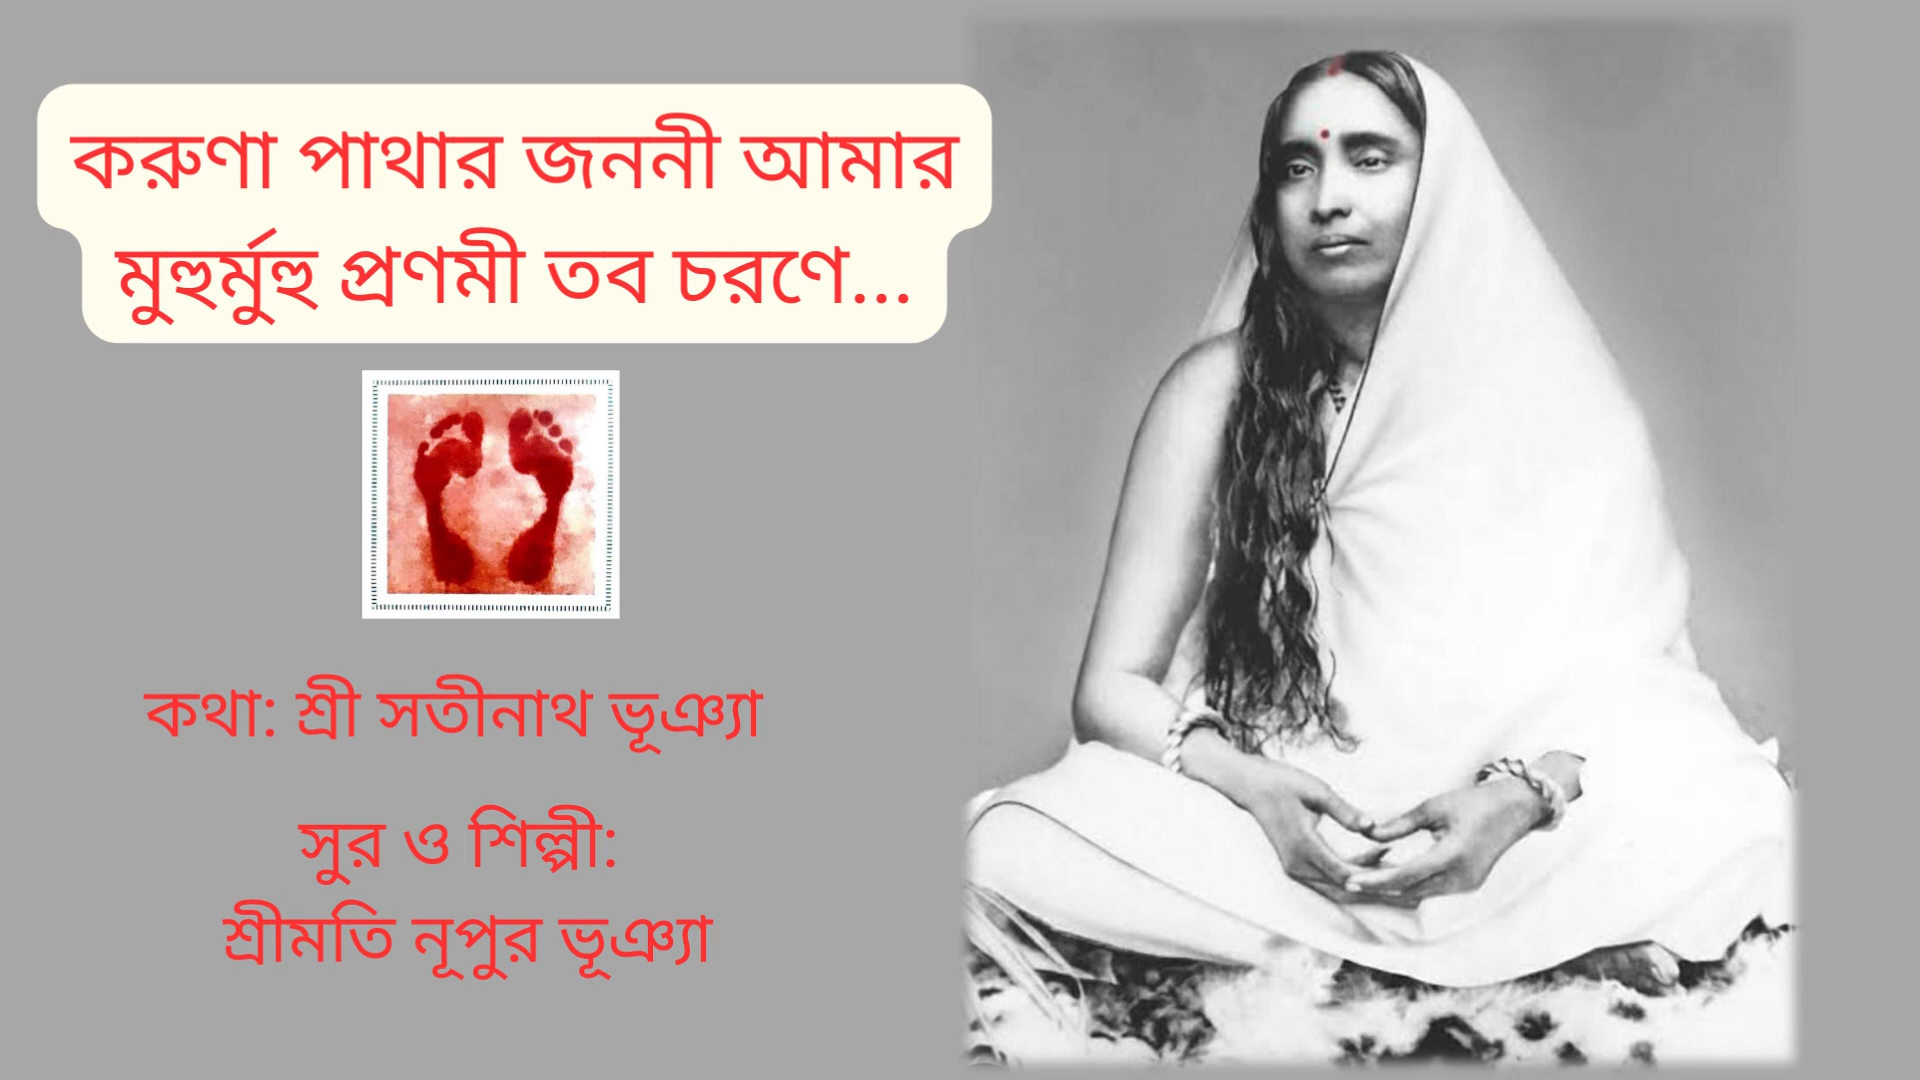 করুণা পাথার জননী আমার
মুহুর্মুহু প্রণমী তব চরণে...
কথা: শ্রী সতীনাথ ভূঞ্যা
সুর ও শিল্পী:
শ্রীমতি নূপুর ভূঞ্যা